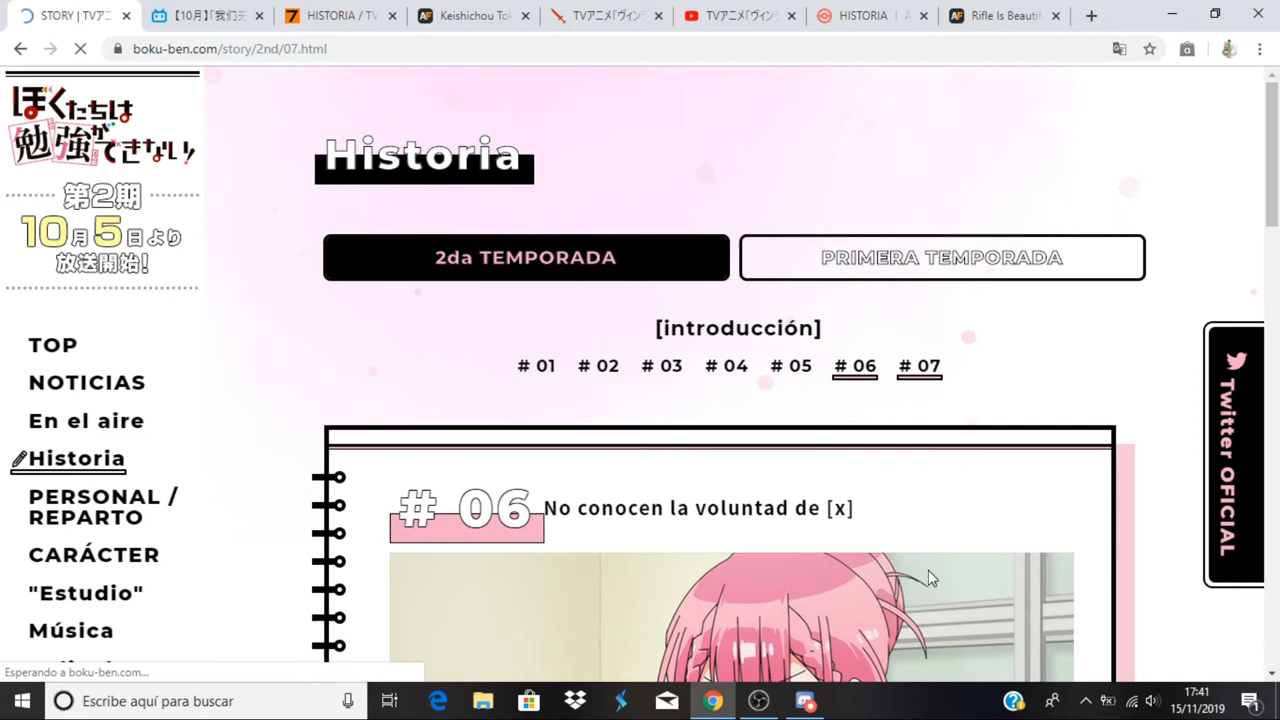 STORY | TVア
【10月】「我们无
HISTORIA / TV
Keishichou Tok
TVアニメ「ヴィン
TVアニメ「ヴィン
HISTORIA | A
Rifle Is Beautif
boku-ben.com/story/2nd/07.html
ぼくたちは
勉強ができない!
第2期
10月5日より
放送開始!
TOP
NOTICIAS
En el aire
Historia
PERSONAL /
REPARTO
CARÁCTER
"Estudio"
Música
Historia
2da TEMPORADA
PRIMERA TEMPORADA
[introducción]
# 01 # 02 # 03 # 04 # 05 # 06 # 07
# 06 No conocen la voluntad de [x]
Twitter OFICIAL
Esperando a boku-ben.com...
Escribe aquí para buscar
17:41
15/11/2019